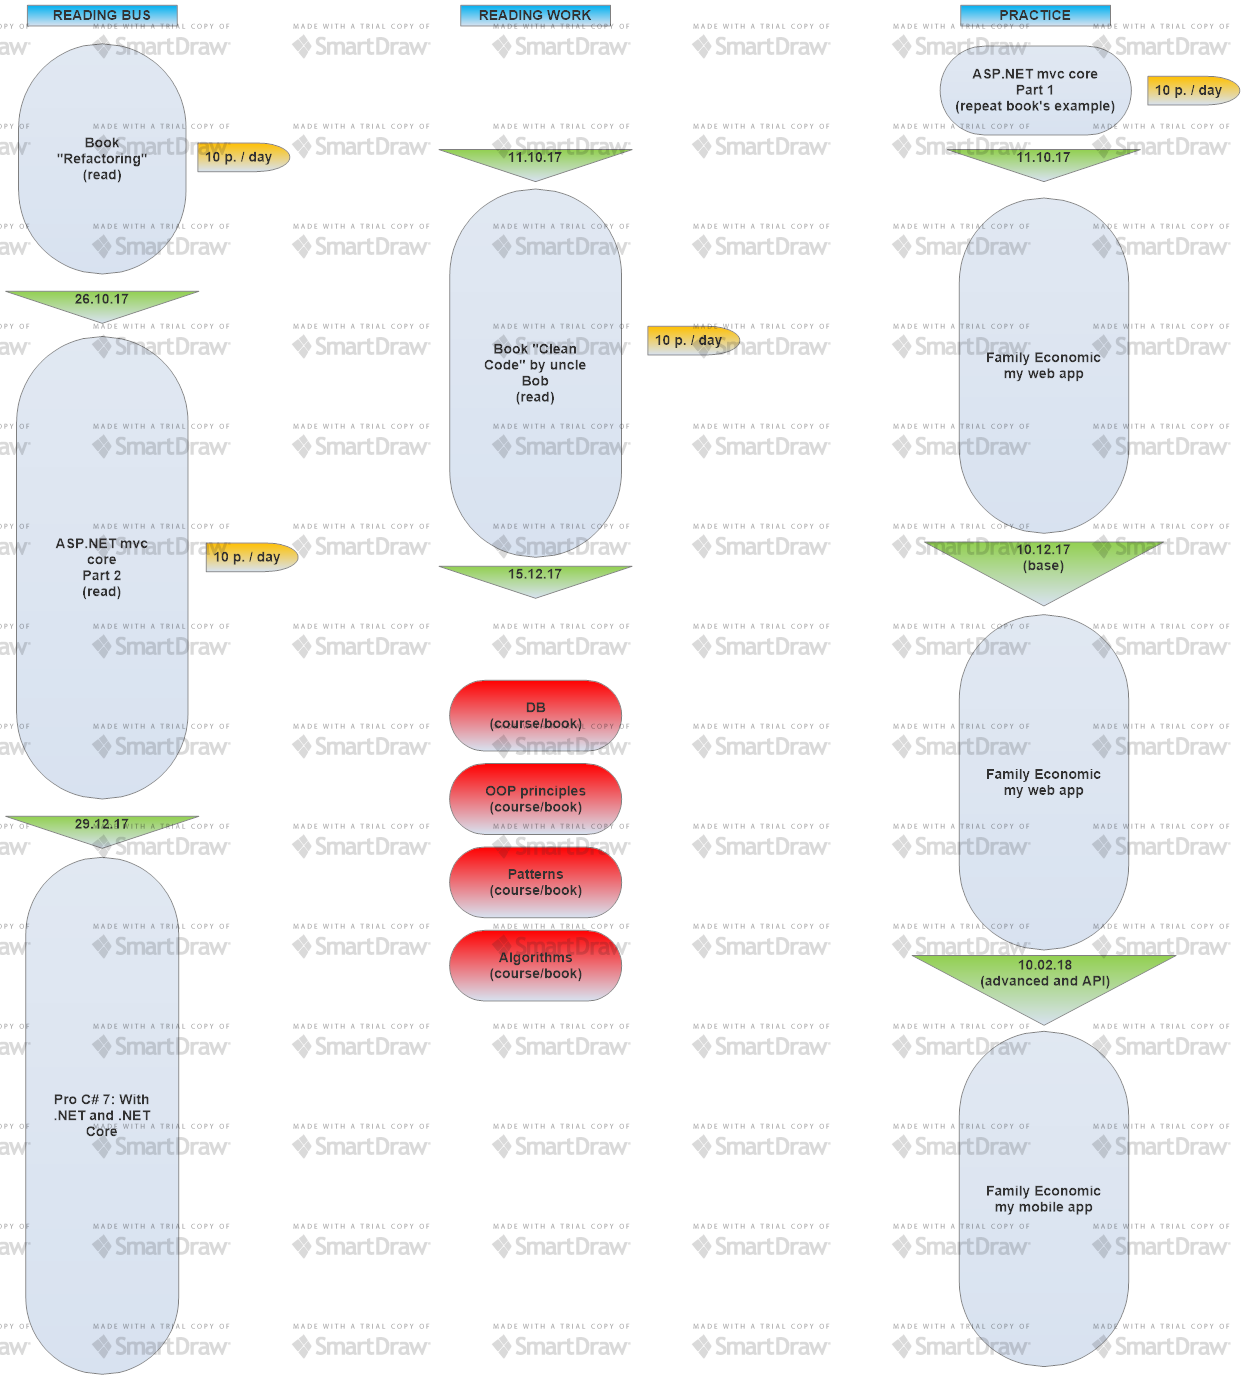 READING BUS
READING WORK
PRACTICE
Book
"Refactoring"
(read)
10 p. / day
26.10.17
ASP.NET mvc
core
Part 2
(read)
10 p. / day
29.12.17
Pro C# 7: With
.NET and .NET
Core
11.10.17
Book "Clean
Code" by uncle
Bob
(read)
10 p. / day
15.12.17
DB
(course/book)
OOP principles
(course/book)
Patterns
(course/book)
Algorithms
(course/book)
ASP.NET mvc core
Part 1
(repeat book's example)
10 p. / day
11.10.17
Family Economic
my web app
10.12.17
(base)
Family Economic
my web app
10.02.18
(advanced and API)
Family Economic
my mobile app
MADE WITH A TRIAL COPY OF
SmartDraw